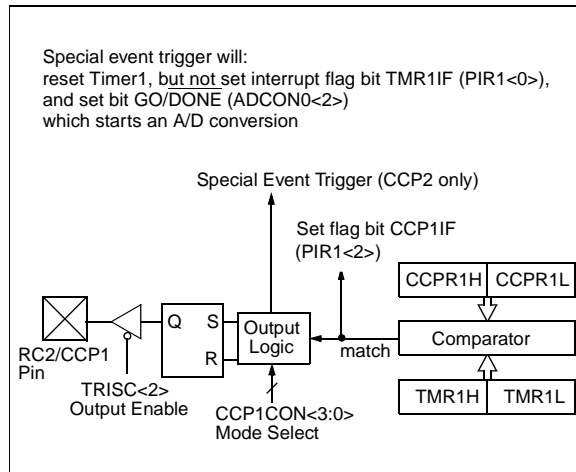 Special event trigger will:
reset Timer1, but not set interrupt flag bit TMR1IF (PIR1<0>),
and set bit GO/DONE (ADCON0<2>)
which starts an A/D conversion
Special Event Trigger (CCP2 only)
Set flag bit CCP1IF
(PIR1<2>)
CCPR1H CCPR1L
Q S Output
R Logic
match
Comparator
RC2/CCP1
Pin
TRISC<2>
Output Enable
CCP1CON<3:0>
Mode Select
TMR1H TMR1L